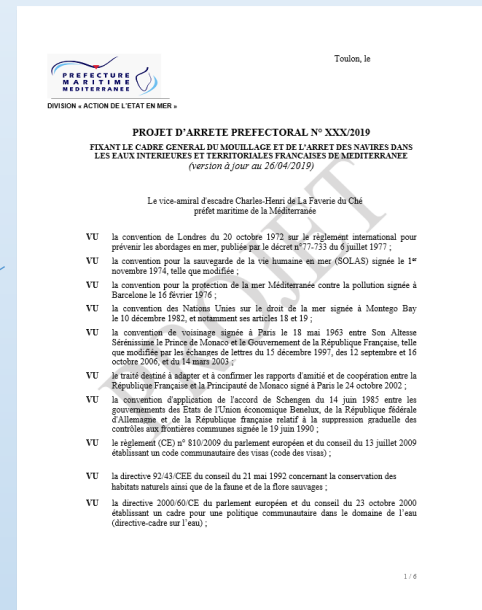 Toulon, le
PREFECTURE
MARITIME
MEDITERRANEE
DIVISION « ACTION DE L'ETAT EN MER »
PROJET D'ARRETE PREFECTORAL N° XXX/2019
FIXANT LE CADRE GENERAL DU MOUILLAGE ET DE L'ARRET DES NAVIRES DANS
LES EAUX INTERIEURES ET TERRITORIALES FRANCAISES DE MEDITERRANEE
(version à jour au 26/04/2019)
Le vice-amiral d'escadre Charles-Henri de La Faverie du Ché
préfet maritime de la Méditerranée
VU la convention de Londres du 20 octobre 1972 sur le règlement international pour
prévenir les abordages en mer, publiée par le décret n°77-733 du 6 juillet 1977 ;
VU la convention pour la sauvegarde de la vie humaine en mer (SOLAS) signée le 1er
novembre 1974, telle que modifiée ;
VU la convention pour la protection de la mer Méditerranée contre la pollution signée à
Barcelone le 16 février 1976 ;
VU la convention des Nations Unies sur le droit de la mer signée à Montego Bay
le 10 décembre 1982, et notamment ses articles 18 et 19 ;
VU la convention de voisinage signée à Paris le 18 mai 1963 entre Son Altesse
Sérénissime le Prince de Monaco et le Gouvernement de la République Française, telle
que modifiée par les échanges de lettres du 15 décembre 1997, des 12 septembre et 16
octobre 2006, et du 14 mars 2003 ;
VU le traité destiné à adapter et à confirmer les rapports d'amitié et de coopération entre la
République Française et la Principauté de Monaco signé à Paris le 24 octobre 2002 ;
VU la convention d'application de l'accord de Schengen du 14 juin 1985 entre les
gouvernements des Etats de l'Union économique Benelux, de la République fédérale
d'Allemagne et de la République française relatif à la suppression graduelle des
contrôles aux frontières communes signée le 19 juin 1990 ;
VU le règlement (CE) n° 810/2009 du parlement européen et du conseil du 13 juillet 2009
établissant un code communautaire des visas (code des visas) ;
VU la directive 92/43/CEE du conseil du 21 mai 1992 concernant la conservation des
habitats naturels ainsi que de la faune et de la flore sauvages ;
VU la directive 2000/60/CE du parlement européen et du conseil du 23 octobre 2000
établissant un cadre pour une politique communautaire dans le domaine de l'eau
(directive-cadre sur l'eau) ;
PROJET
1 / 6